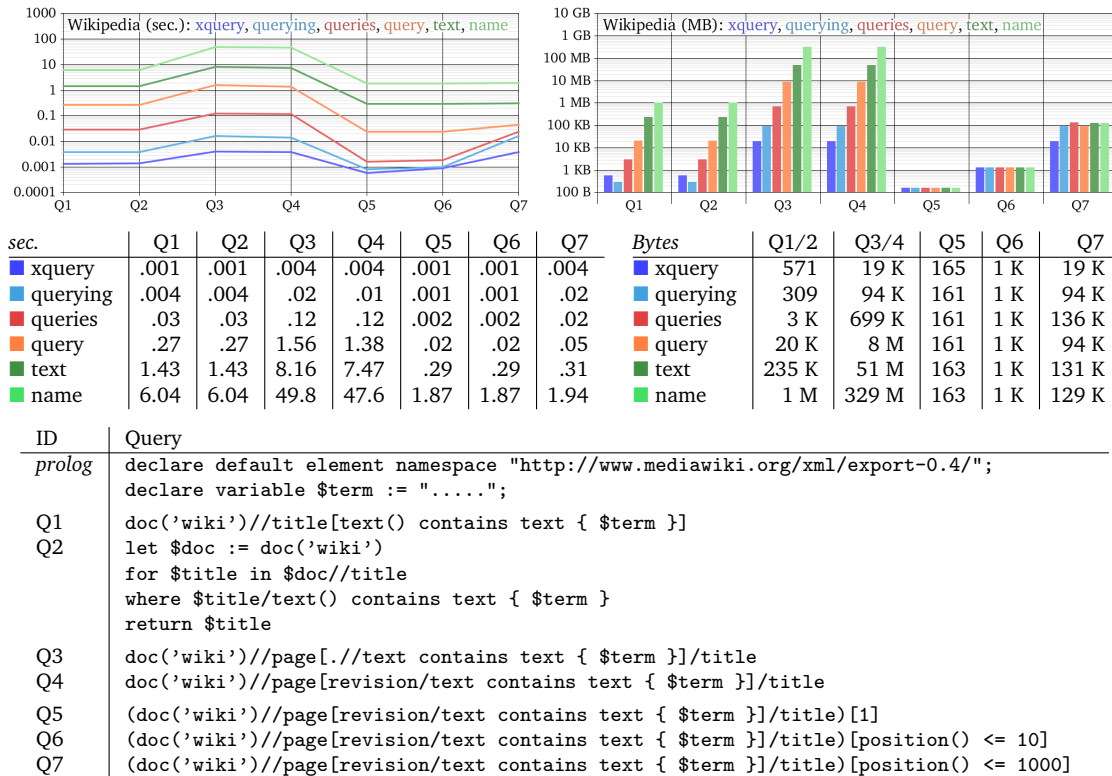 Wikipedia (sec.): xquery, querying, queries, query, text, name
1000
100
10
1
0.1
0.01
0.001
0.0001
Q1 Q2 Q3 Q4 Q5 Q6 Q7
Wikipedia (MB): xquery, querying, queries, query, text, name
10 GB
1 GB
100 MB
10 MB
1 MB
100 KB
10 KB
1 KB
100 B
Q1 Q2 Q3 Q4 Q5 Q6 Q7
sec. Q1 Q2 Q3 Q4 Q5 Q6 Q7
xquery .001 .001 .004 .004 .001 .001 .004
querying .004 .004 .02 .01 .001 .001 .02
queries .03 .03 .12 .12 .002 .002 .02
query .27 .27 1.56 1.38 .02 .02 .05
text 1.43 1.43 8.16 7.47 .29 .29 .31
name 6.04 6.04 49.8 47.6 1.87 1.87 1.94
Bytes Q1/2 Q3/4 Q5 Q6 Q7
xquery 571 19 K 165 1 K 19 K
querying 309 94 K 161 1 K 94 K
queries 3 K 699 K 161 1 K 136 K
query 20 K 8 M 161 1 K 94 K
text 235 K 51 M 163 1 K 131 K
name 1 M 329 M 163 1 K 129 K
ID Query
prolog declare default element namespace "http://www.mediawiki.org/xml/export-0.4/";
declare variable $term := ".....";
Q1 doc('wiki')//title[text() contains text { $term }]
Q2 let $doc := doc('wiki')
for $title in $doc//title
where $title/text() contains text { $term }
return $title
Q3 doc('wiki')//page[.//text contains text { $term }]/title
Q4 doc('wiki')//page[revision/text contains text { $term }]/title
Q5 (doc('wiki')//page[revision/text contains text { $term }]/title)[1]
Q6 (doc('wiki')//page[revision/text contains text { $term }]/title)[position() <= 10]
Q7 (doc('wiki')//page[revision/text contains text { $term }]/title)[position() <= 1000]